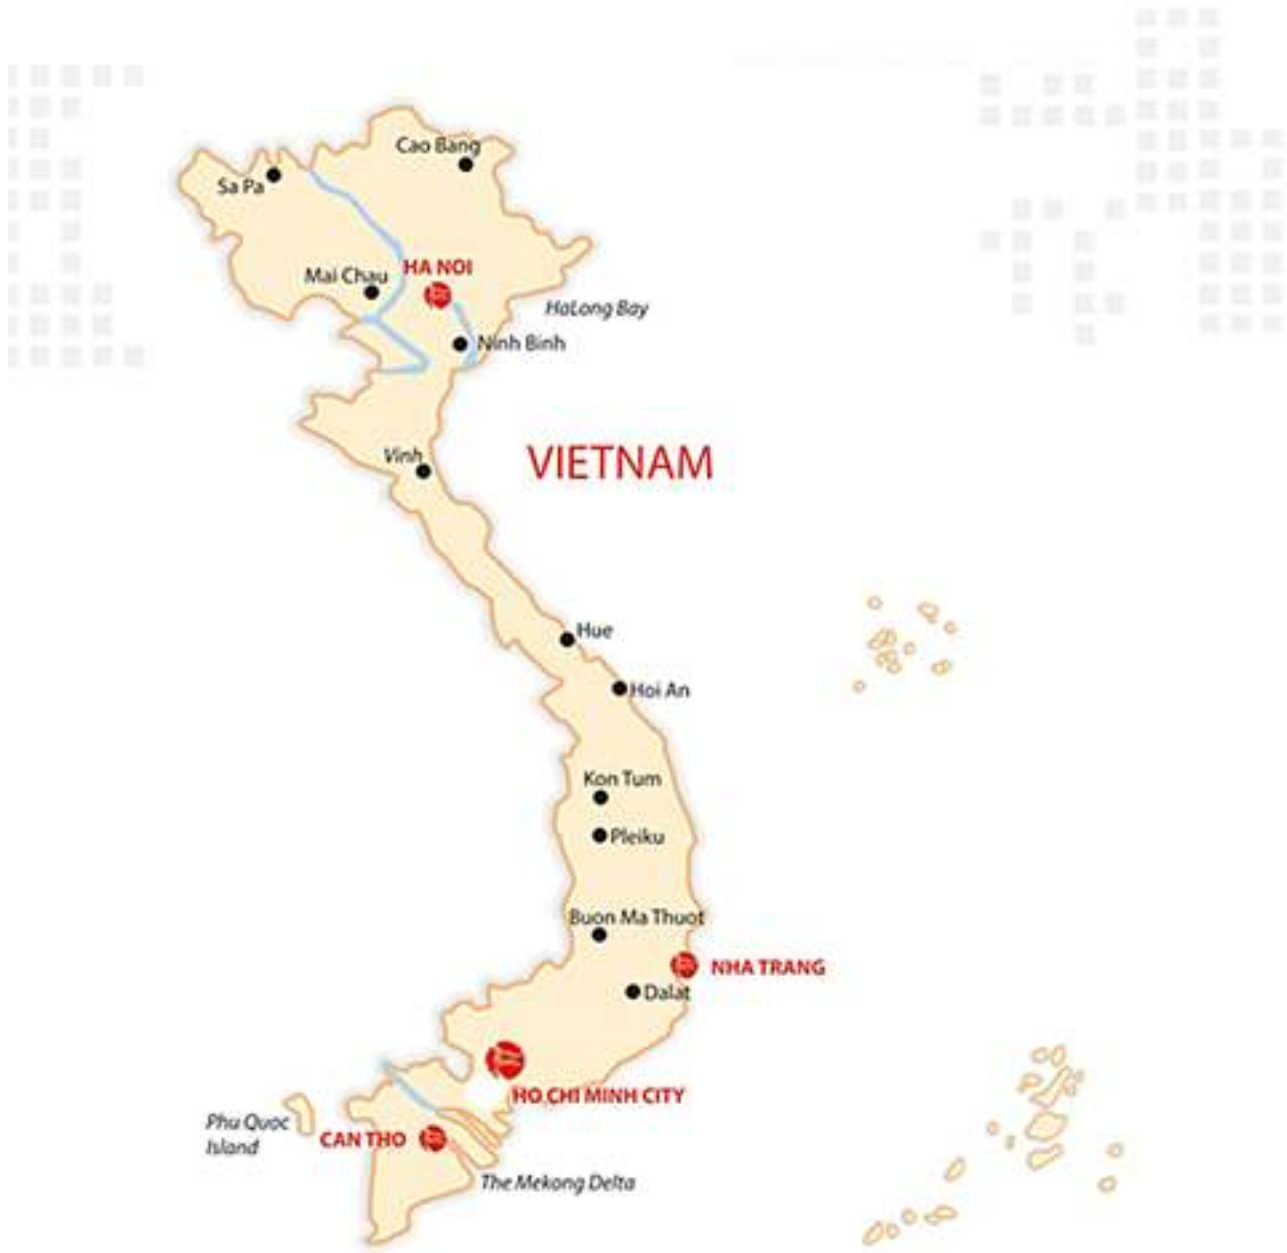 Cao Bang
Sa Pa
HA NOI
Mai Chau
HaLong Bay
Ninh Binh
Vinh
VIETNAM
Hue
Hoi An
Kon Tum
Pleiku
Buon Ma Thuot
NHA TRANG
Dalat
HO CHI MINH CITY
Phu Quoc
Island
CAN THO
The Mekong Delta